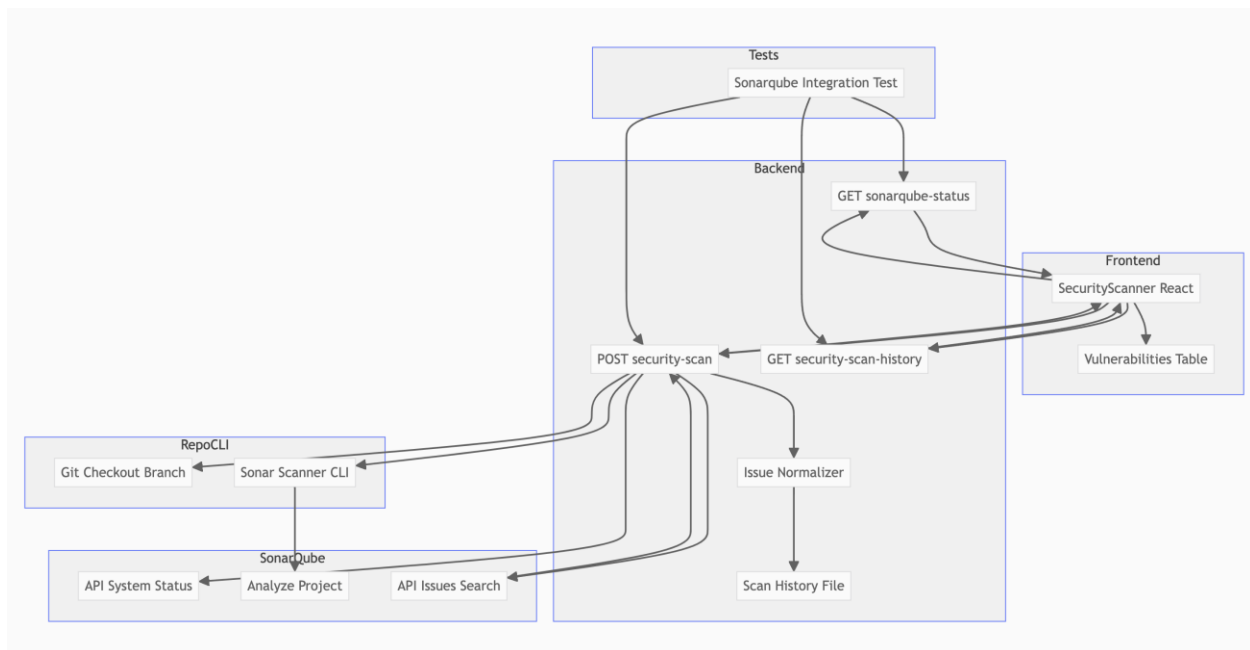 Tests
Sonarqube Integration Test
Backend
GET sonarqube-status
Frontend
SecurityScanner React
POST security-scan
GET security-scan-history
Vulnerabilities Table
RepoCLI
Git Checkout Branch
Sonar Scanner CLI
Issue Normalizer
SonarQube
API System Status
Analyze Project
API Issues Search
Scan History File